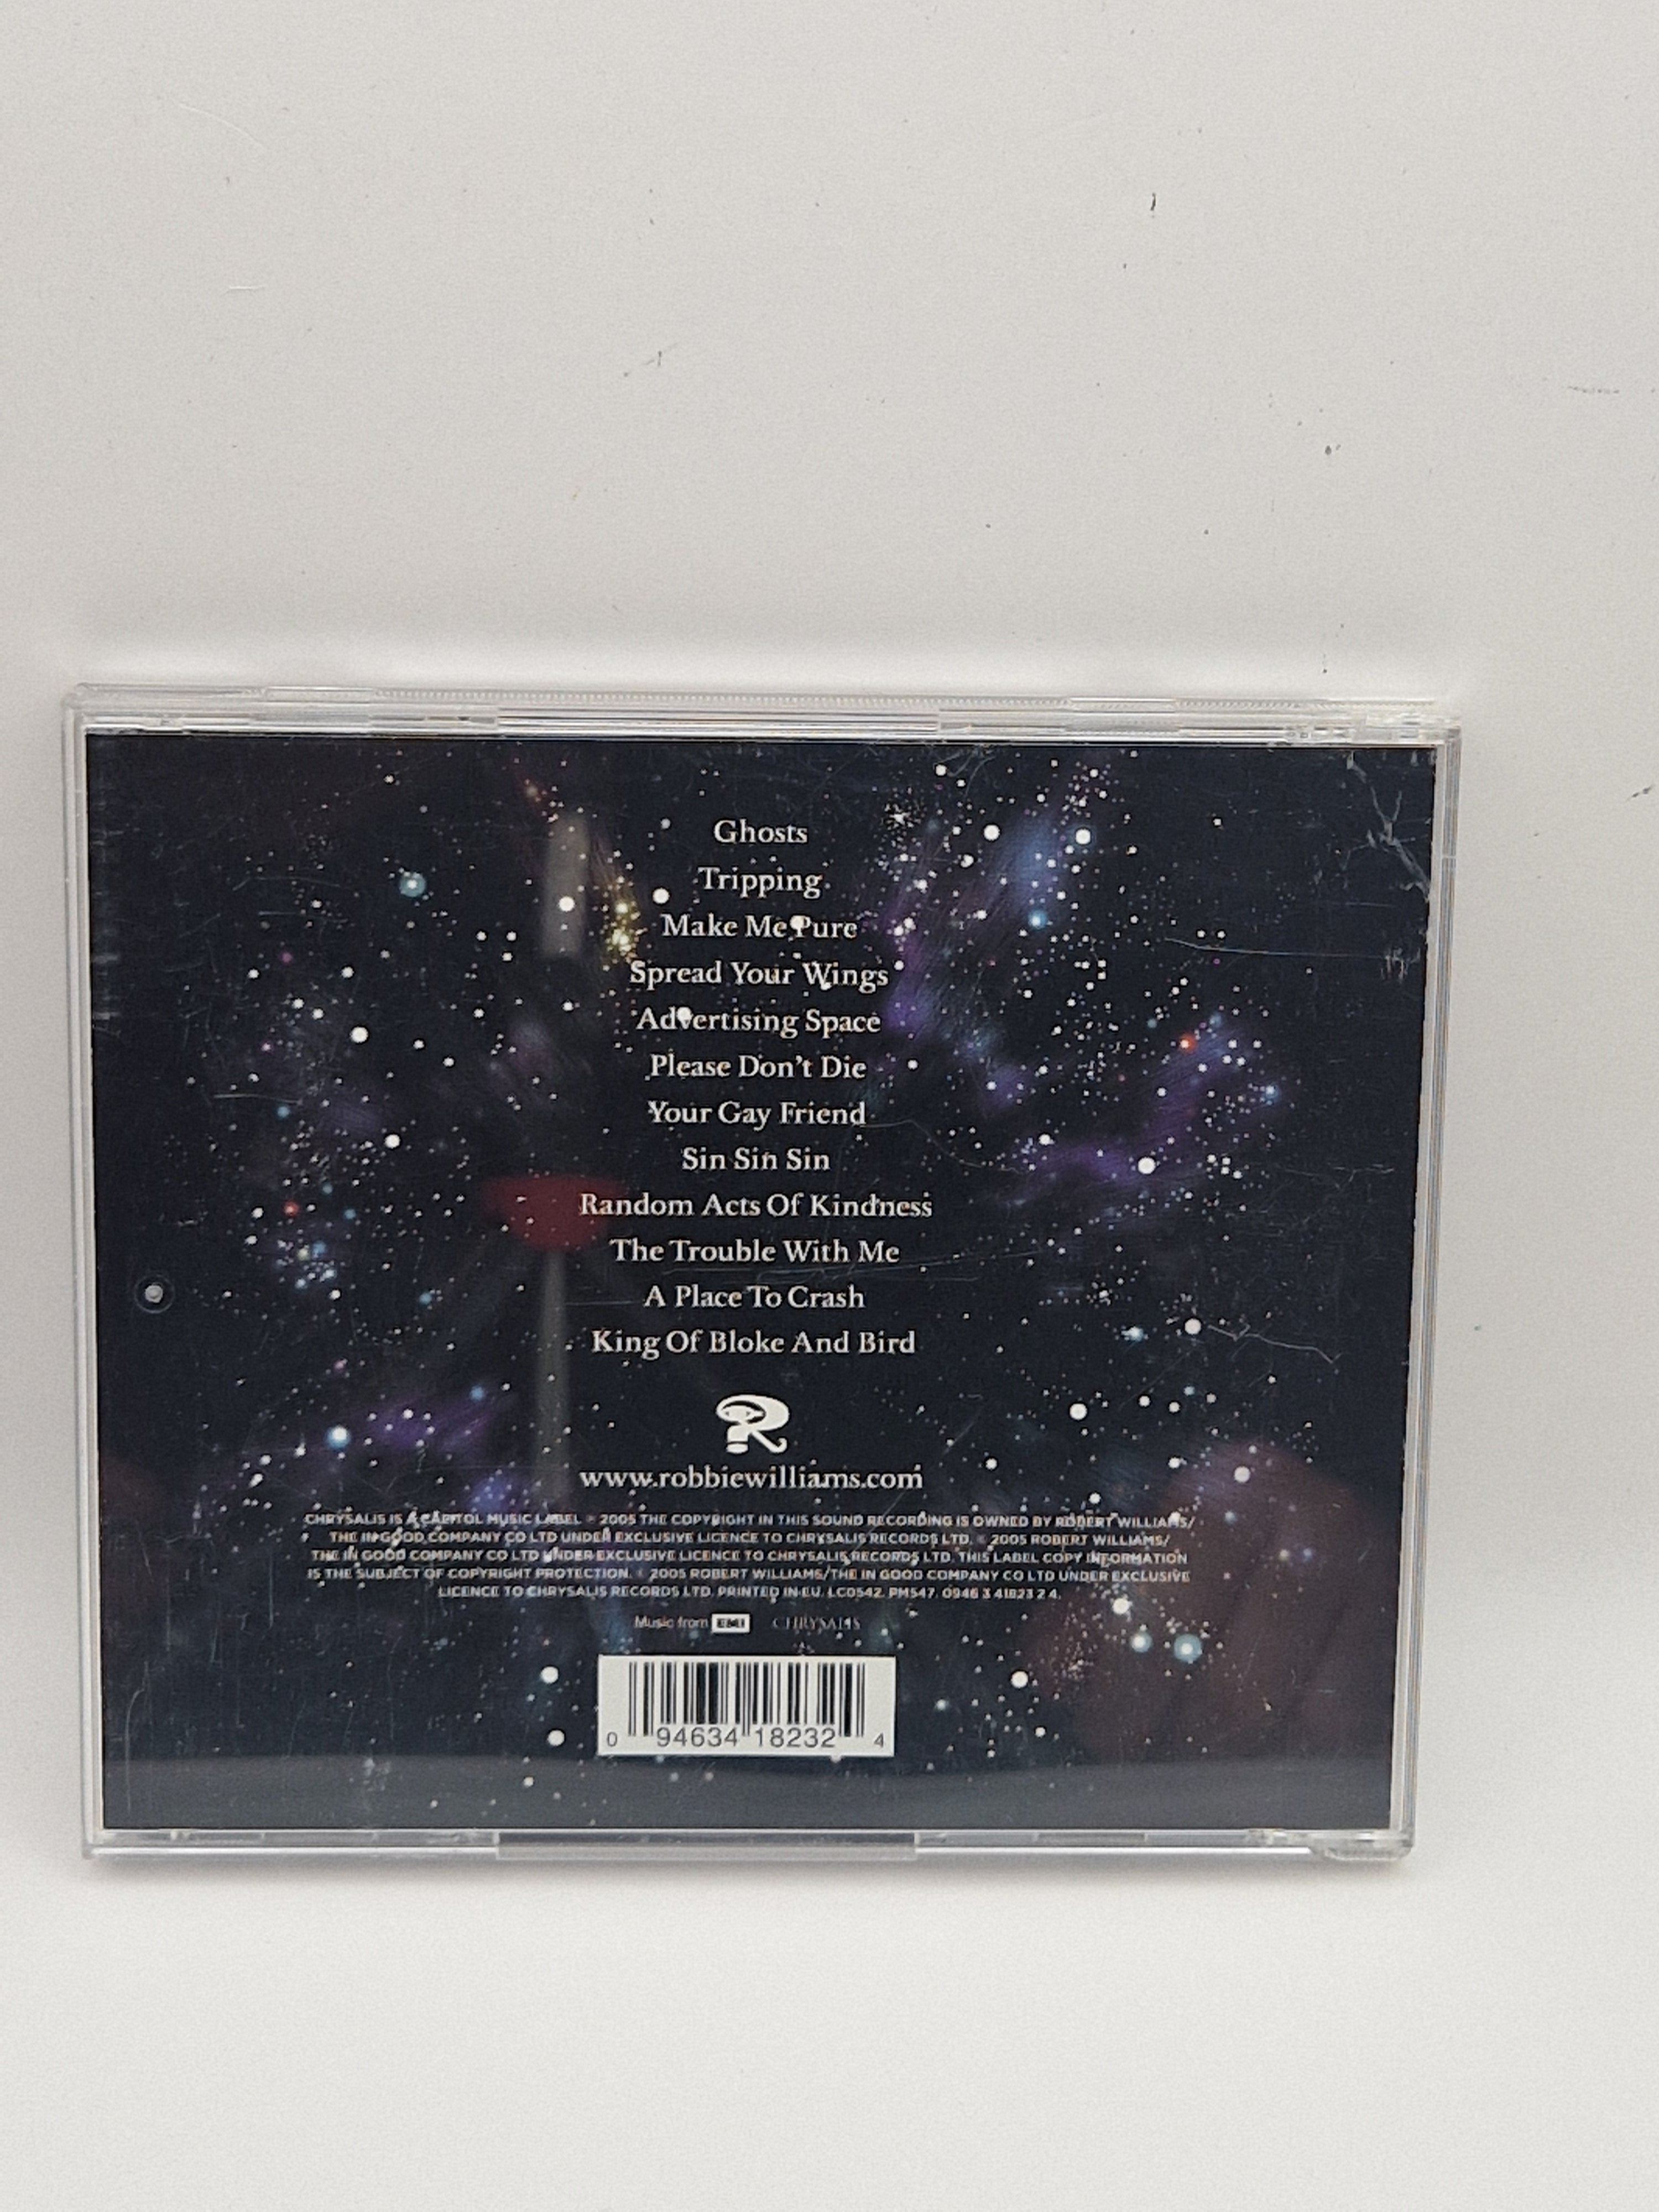 Ghosts
Tripping
Make Me Pure
Spread Your Wings
Advertising Space
Please Don't Die
Your Gay Friend
Sin Sin Sin
Random Acts Of Kindness
The Trouble With Me
A Place To Crash
King Of Bloke And Bird
R
www.robbiewilliams.com
CHRYSALIS IS A CAPITOL MUSIC LABEL ℗ 2005 THE COPYRIGHT IN THIS SOUND RECORDING IS OWNED BY ROBERT WILLIAMS/
THE IN GOOD COMPANY CO LTD UNDER EXCLUSIVE LICENCE TO CHRYSALIS RECORDS LTD. © 2005 ROBERT WILLIAMS/
THE IN GOOD COMPANY CO LTD UNDER EXCLUSIVE LICENCE TO CHRYSALIS RECORDS LTD. THIS LABEL COPY INFORMATION
IS THE SUBJECT OF COPYRIGHT PROTECTION. © 2005 ROBERT WILLIAMS/THE IN GOOD COMPANY CO LTD UNDER EXCLUSIVE
LICENCE TO CHRYSALIS RECORDS LTD. PRINTED IN EU. LC0542. PM547. 0946 3 41823 2 4.
Music from EMI CHRYSALIS
0 94634 18232 4